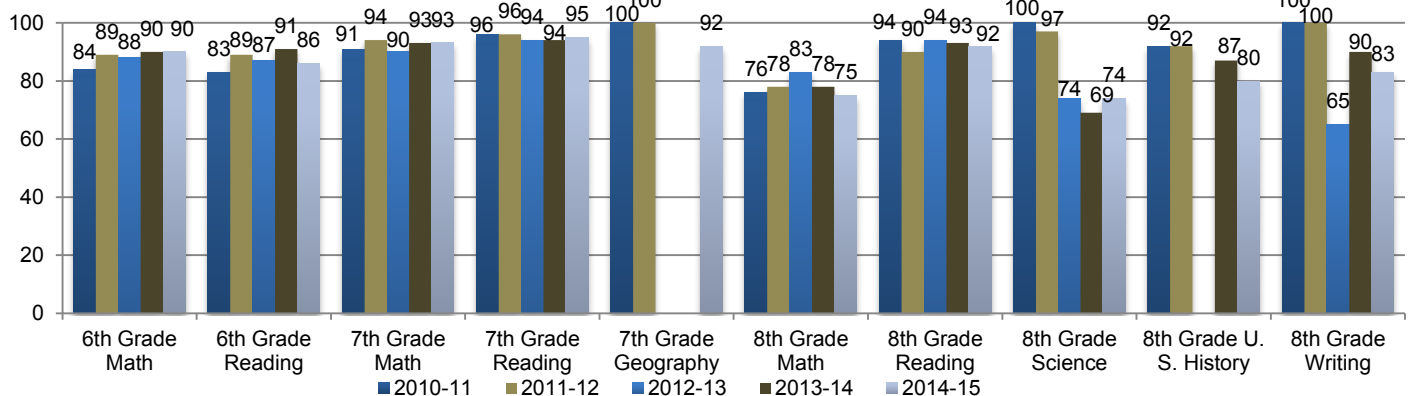 100
80
60
40
20
0
84 89 88 90 90
83 89 87 91 86
91 94 90 93 93
96 96 94 94 95
100 100 92
76 78 83 78 75
94 90 94 93 92
100 97 74 69 74
92 92 87 80
100 100 65 90 83
6th Grade
Math
6th Grade
Reading
7th Grade
Math
7th Grade
Reading
7th Grade
Geography
8th Grade
Math
8th Grade
Reading
8th Grade
Science
8th Grade U.
S. History
8th Grade
Writing
2010-11 2011-12 2012-13 2013-14 2014-15